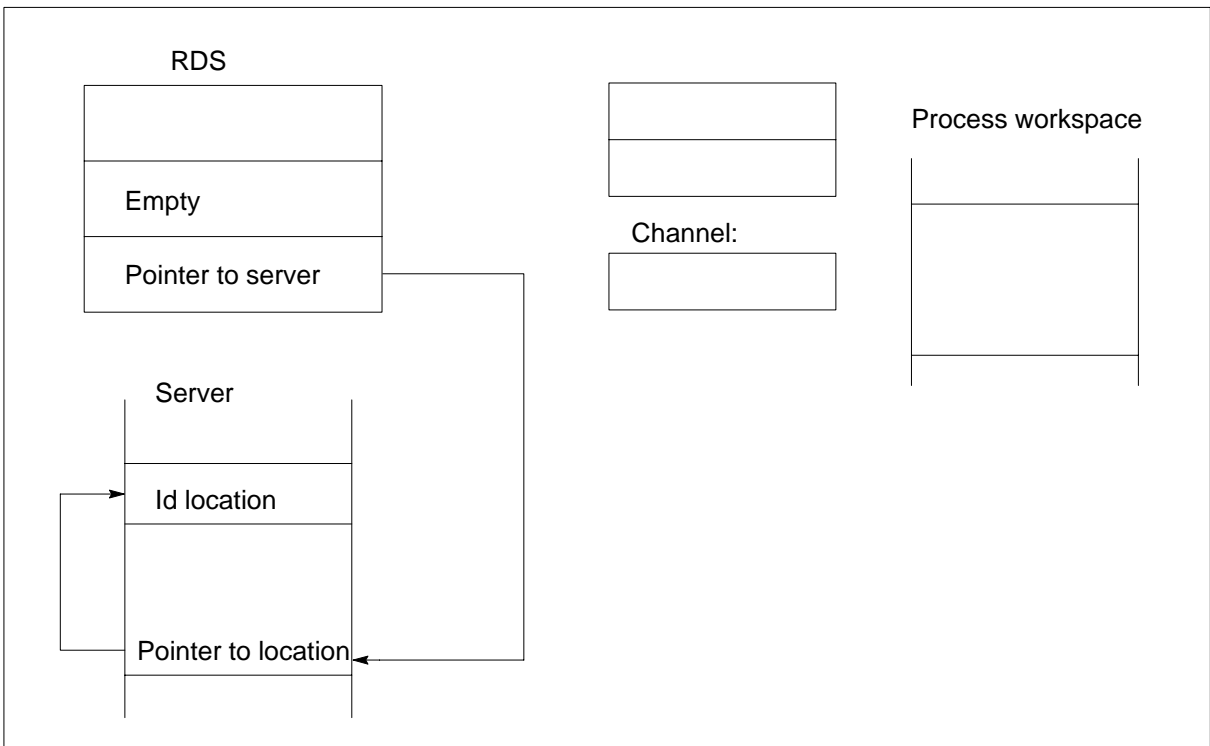 RDS
Empty
Pointer to server
Channel:
Process workspace
Server
Id location
Pointer to location